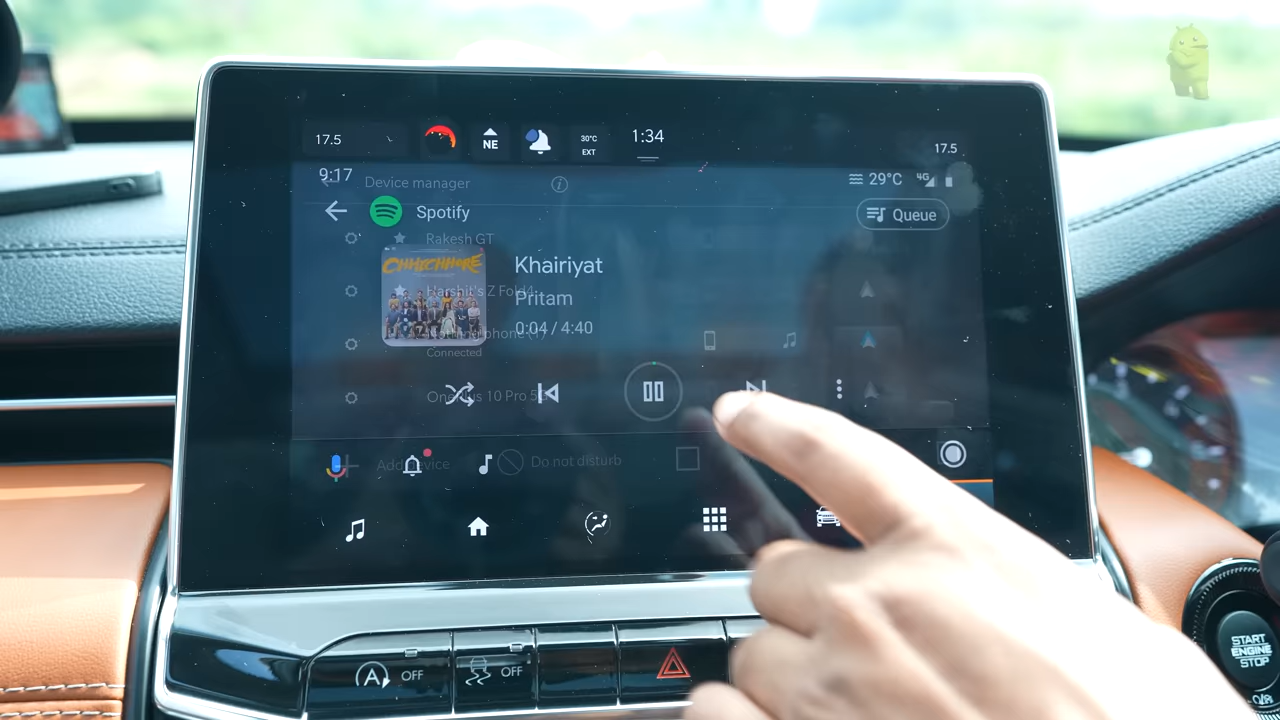 17.5
NE
30°C
EXT
1:34
17.5
9:17
Device manager
29°C
4G
Spotify
Queue
Rakesh GT
CHHICHHORE
Khairiyat
Harshit's Z Fold4
Pritam
0:04 / 4:40
Connected
OnePlus 10 Pro 5G
Add device
Do not disturb
A OFF
OFF
START
ENGINE
STOP